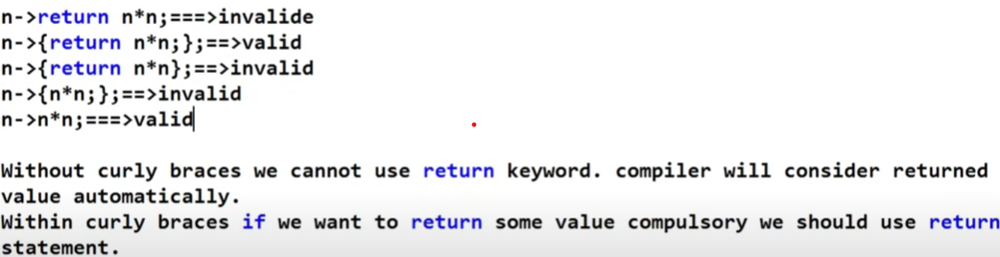 n->return n*n;===>invalide
n->{return n*n;};==>valid
n->{return n*n};==>invalid
n->{n*n;};==>invalid
n->n*n;===>valid
Without curly braces we cannot use return keyword. compiler will consider returned
value automatically.
Within curly braces if we want to return some value compulsory we should use return
statement.